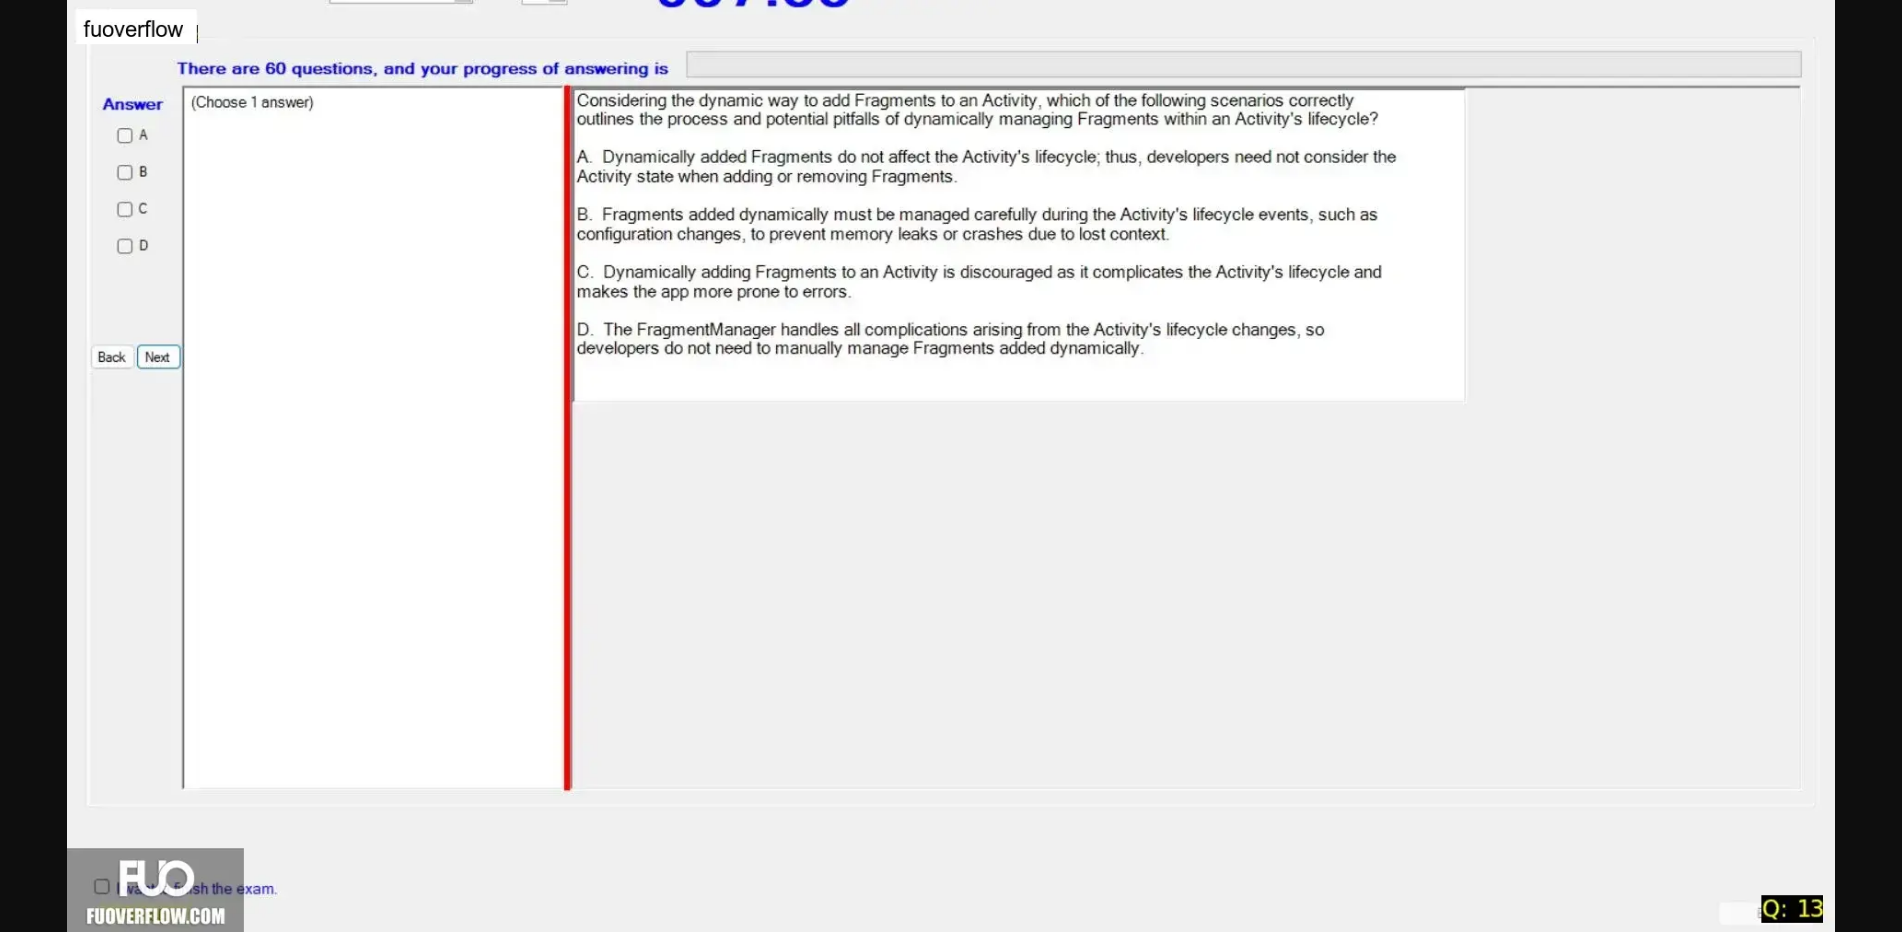 fuoverflow
There are 60 questions, and your progress of answering is
Answer
(Choose 1 answer)
A
B
C
D
Back
Next
Considering the dynamic way to add Fragments to an Activity, which of the following scenarios correctly
outlines the process and potential pitfalls of dynamically managing Fragments within an Activity's lifecycle?
A. Dynamically added Fragments do not affect the Activity's lifecycle; thus, developers need not consider the
Activity state when adding or removing Fragments.
B. Fragments added dynamically must be managed carefully during the Activity's lifecycle events, such as
configuration changes, to prevent memory leaks or crashes due to lost context.
C. Dynamically adding Fragments to an Activity is discouraged as it complicates the Activity's lifecycle and
makes the app more prone to errors.
D. The FragmentManager handles all complications arising from the Activity's lifecycle changes, so
developers do not need to manually manage Fragments added dynamically.
FUO
the exam.
FUOVERFLOW.COM
Q: 13